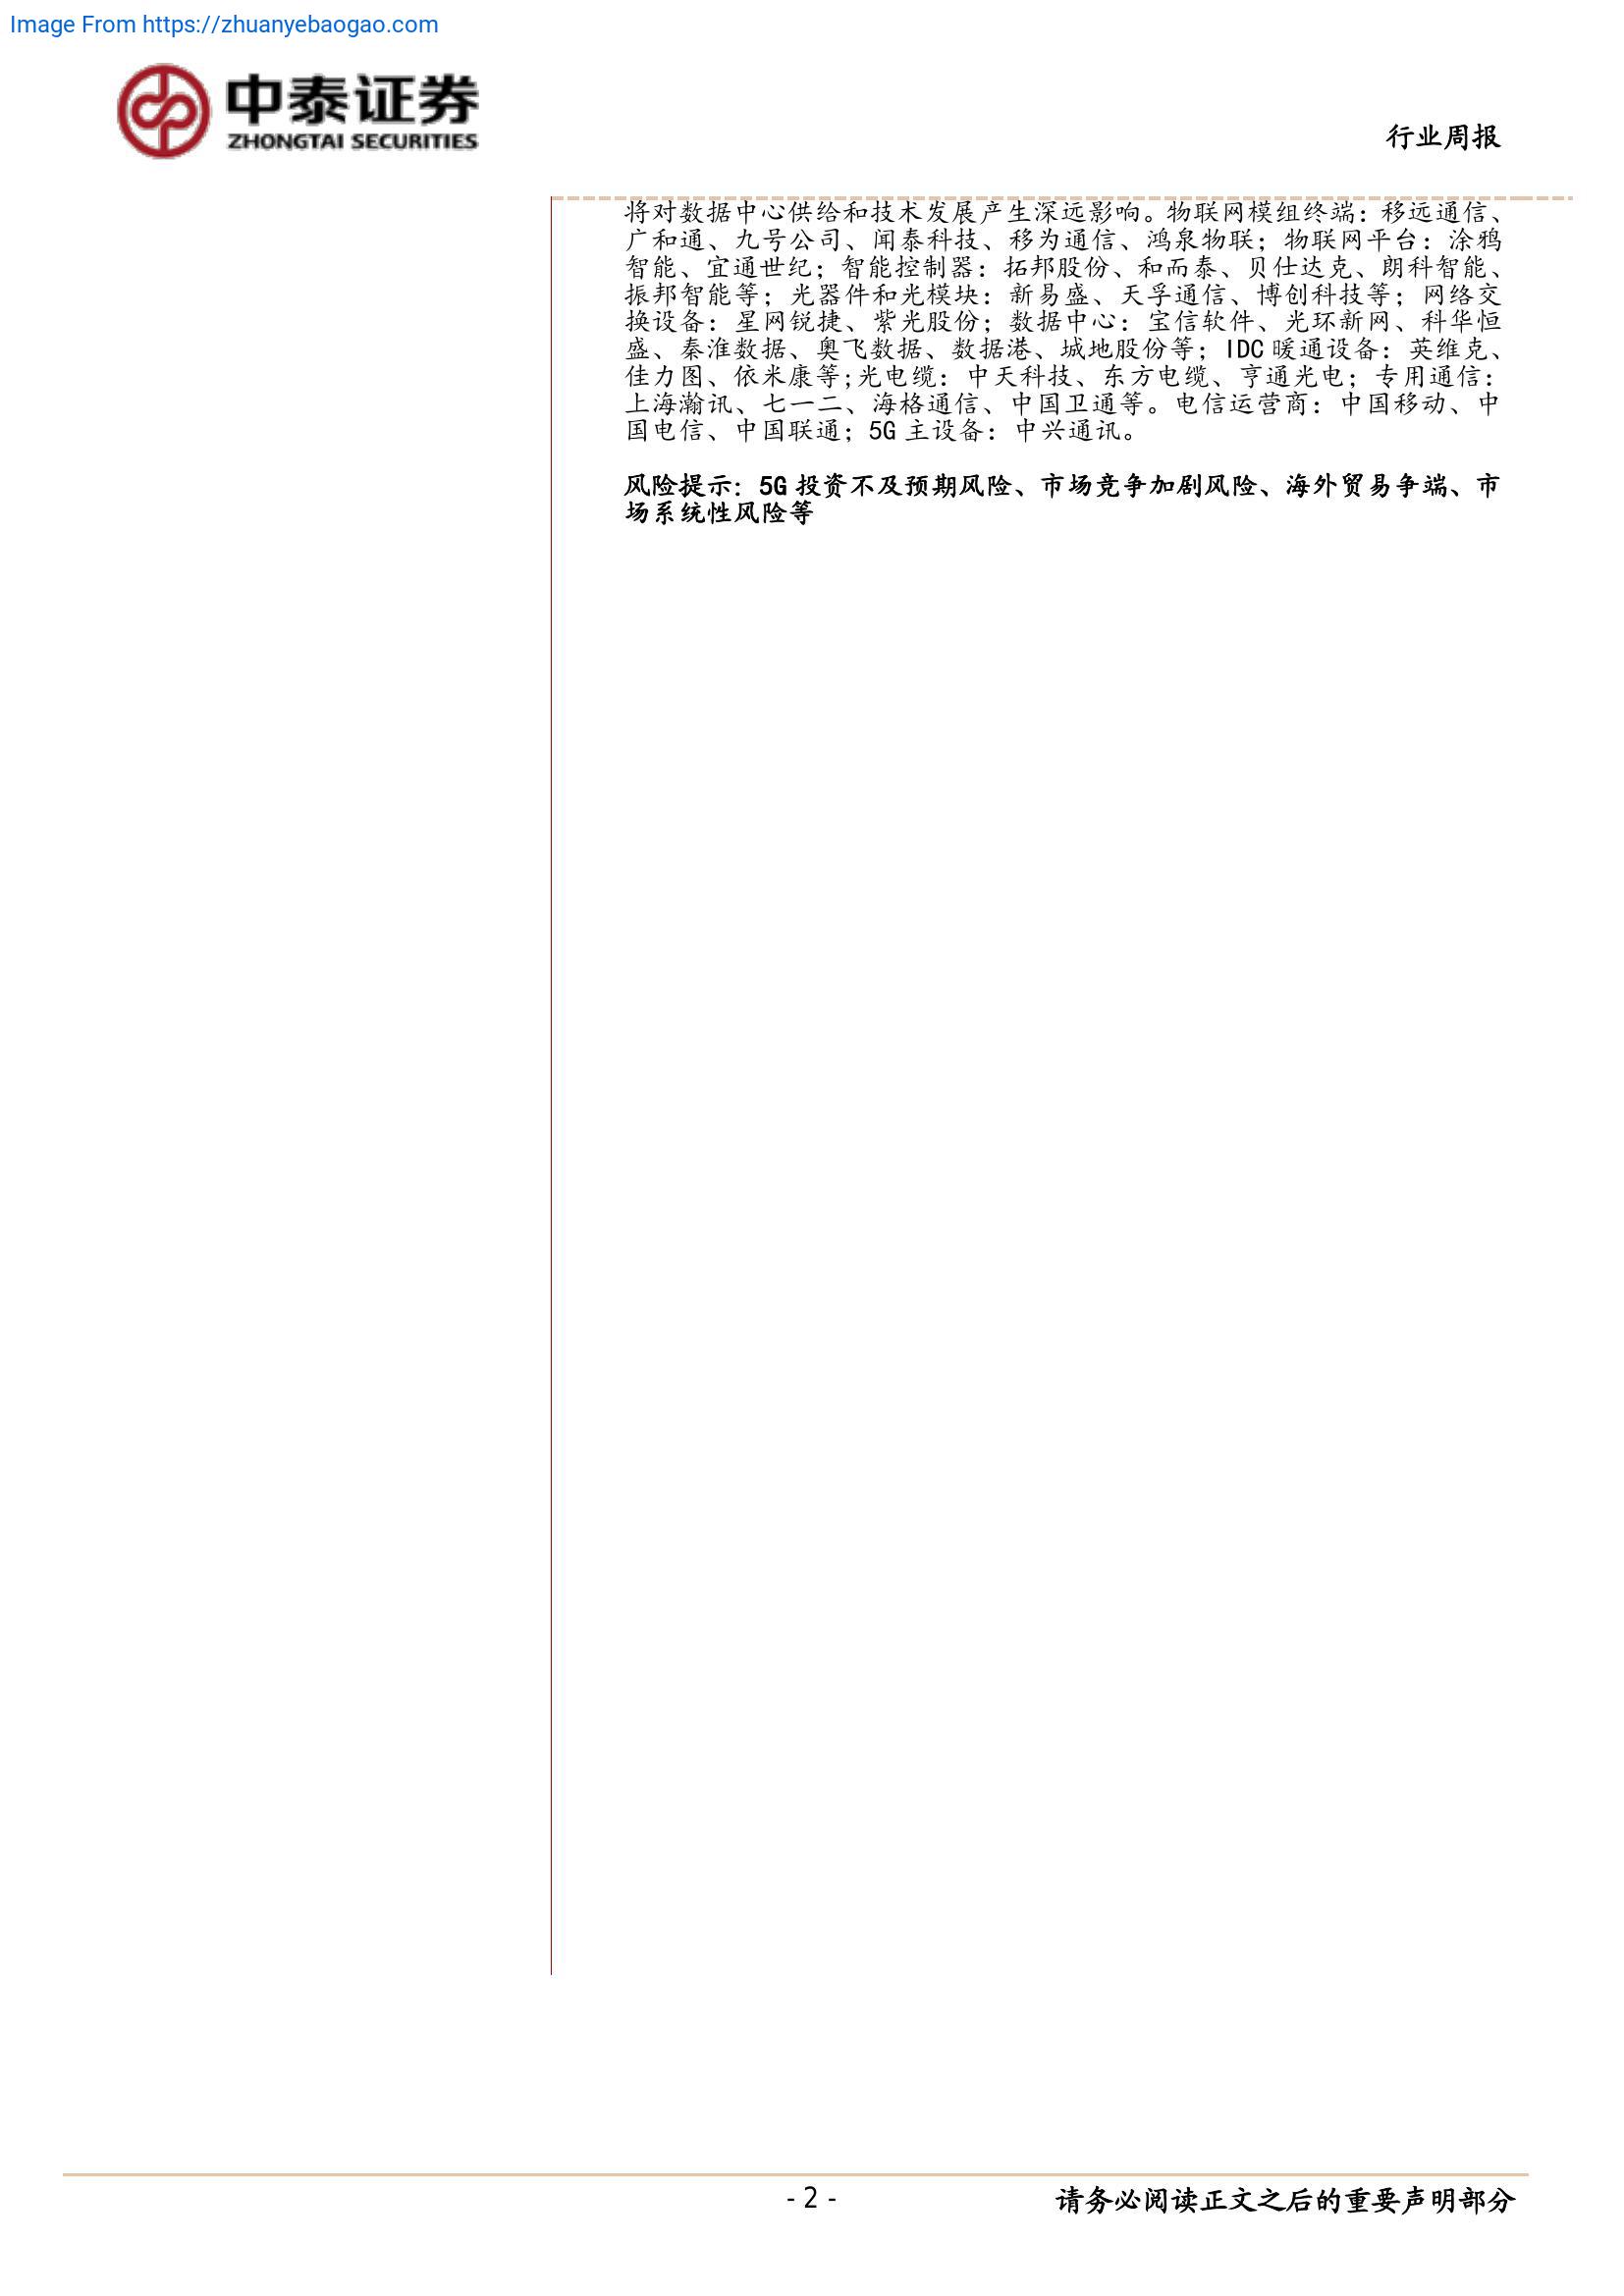 Image From https://zhuanyebaogao.com
中泰证券
ZHONGTAI SECURITIES
行业周报
将对数据中心供给和技术发展产生深远影响。物联网模组终端：移远通信、
广和通、九号公司、闻泰科技、移为通信、鸿泉物联；物联网平台：涂鸦
智能、宜通世纪；智能控制器：拓邦股份、和而泰、贝仕达克、朗科智能、
振邦智能等；光器件和光模块：新易盛、天孚通信、博创科技等；网络交
换设备：星网锐捷、紫光股份；数据中心：宝信软件、光环新网、科华恒
盛、秦淮数据、奥飞数据、数据港、城地股份等；IDC 暖通设备：英维克、
佳力图、依米康等;光电缆：中天科技、东方电缆、亨通光电；专用通信：
上海瀚讯、七一二、海格通信、中国卫通等。电信运营商：中国移动、中
国电信、中国联通；5G 主设备：中兴通讯。
风险提示：5G 投资不及预期风险、市场竞争加剧风险、海外贸易争端、市
场系统性风险等
- 2 -
请务必阅读正文之后的重要声明部分